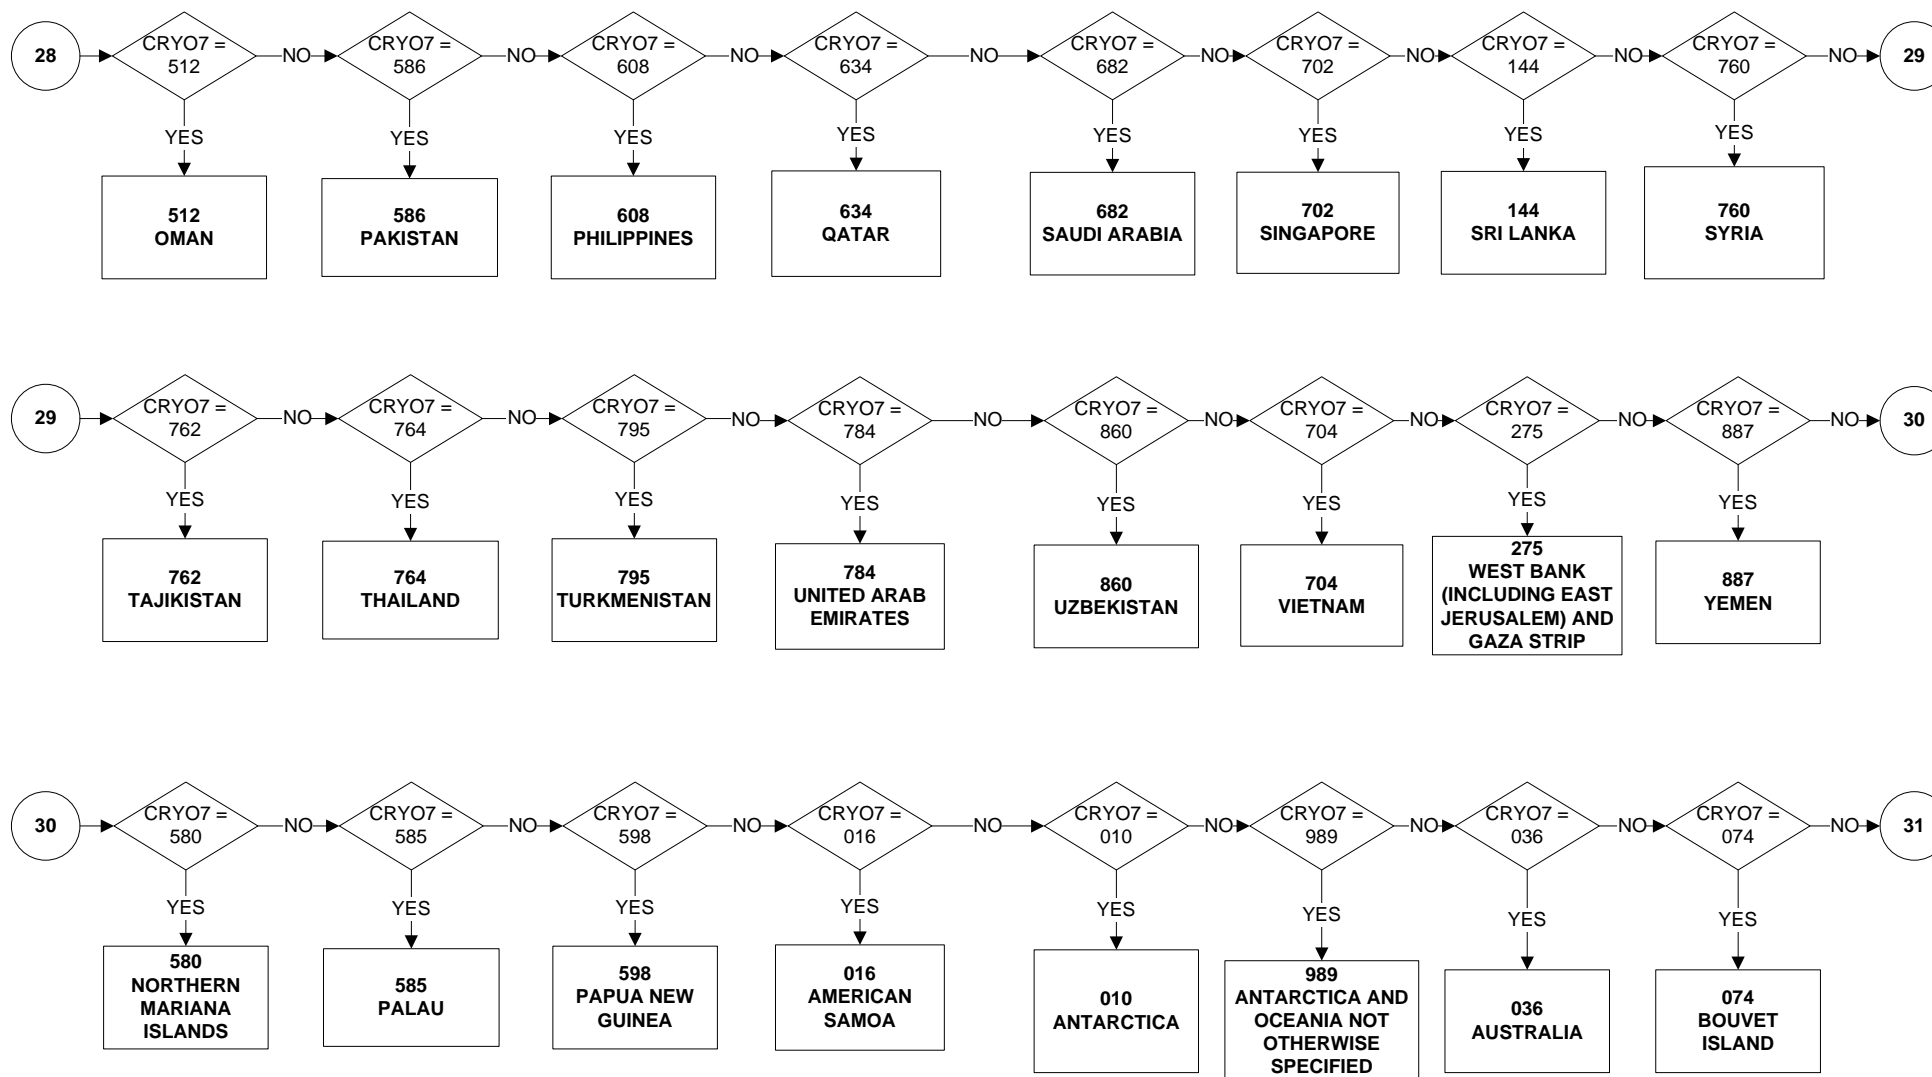 28
CRYO7 =
512
NO
CRYO7 =
586
NO
CRYO7 =
608
NO
CRYO7 =
634
NO
CRYO7 =
682
NO
CRYO7 =
702
NO
CRYO7 =
144
NO
CRYO7 =
760
NO
29
YES
YES
YES
YES
YES
YES
YES
YES
512
OMAN
586
PAKISTAN
608
PHILIPPINES
634
QATAR
682
SAUDI ARABIA
702
SINGAPORE
144
SRI LANKA
760
SYRIA
29
CRYO7 =
762
NO
CRYO7 =
764
NO
CRYO7 =
795
NO
CRYO7 =
784
NO
CRYO7 =
860
NO
CRYO7 =
704
NO
CRYO7 =
275
NO
CRYO7 =
887
NO
30
YES
YES
YES
YES
YES
YES
YES
YES
762
TAJIKISTAN
764
THAILAND
795
TURKMENISTAN
784
UNITED ARAB
EMIRATES
860
UZBEKISTAN
704
VIETNAM
275
WEST BANK
(INCLUDING EAST
JERUSALEM) AND
GAZA STRIP
887
YEMEN
30
CRYO7 =
580
NO
CRYO7 =
585
NO
CRYO7 =
598
NO
CRYO7 =
016
NO
CRYO7 =
010
NO
CRYO7 =
989
NO
CRYO7 =
036
NO
CRYO7 =
074
NO
31
YES
YES
YES
YES
YES
YES
YES
YES
580
NORTHERN
MARIANA
ISLANDS
585
PALAU
598
PAPUA NEW
GUINEA
016
AMERICAN
SAMOA
010
ANTARCTICA
989
ANTARCTICA AND
OCEANIA NOT
OTHERWISE
SPECIFIED
036
AUSTRALIA
074
BOUVET
ISLAND